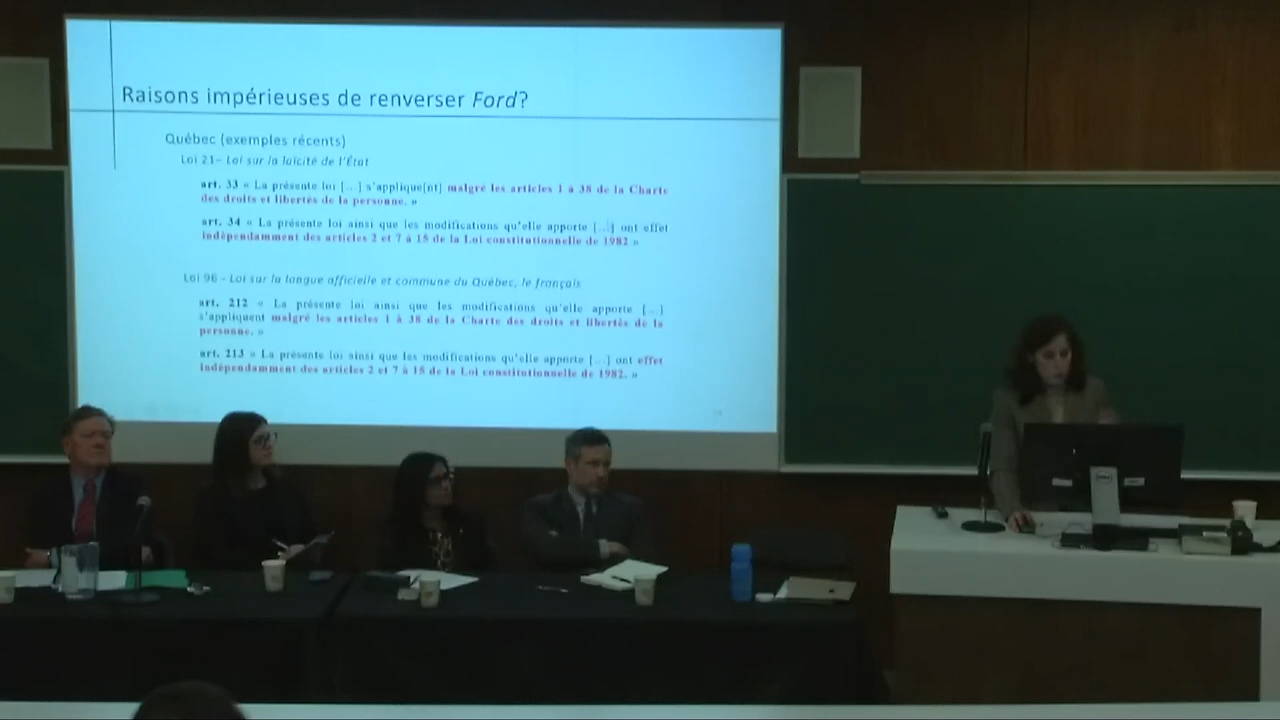 Raisons impérieuses de renverser Ford?
Québec (exemples récents)
Loi 21– Loi sur la laïcité de l'État
art. 33 « La présente loi [...] s'applique[nt] malgré les articles 1 à 38 de la Charte
des droits et libertés de la personne. »
art. 34 « La présente loi ainsi que les modifications qu'elle apporte [...] ont effet
indépendamment des articles 2 et 7 à 15 de la Loi constitutionnelle de 1982 »
Loi 96 - Loi sur la langue officielle et commune du Québec, le français
art. 212 « La présente loi ainsi que les modifications qu'elle apporte [...]
s'appliquent malgré les articles 1 à 38 de la Charte des droits et libertés de la
personne. »
art. 213 « La présente loi ainsi que les modifications qu'elle apporte [...] ont effet
indépendamment des articles 2 et 7 à 15 de la Loi constitutionnelle de 1982. »
DELL